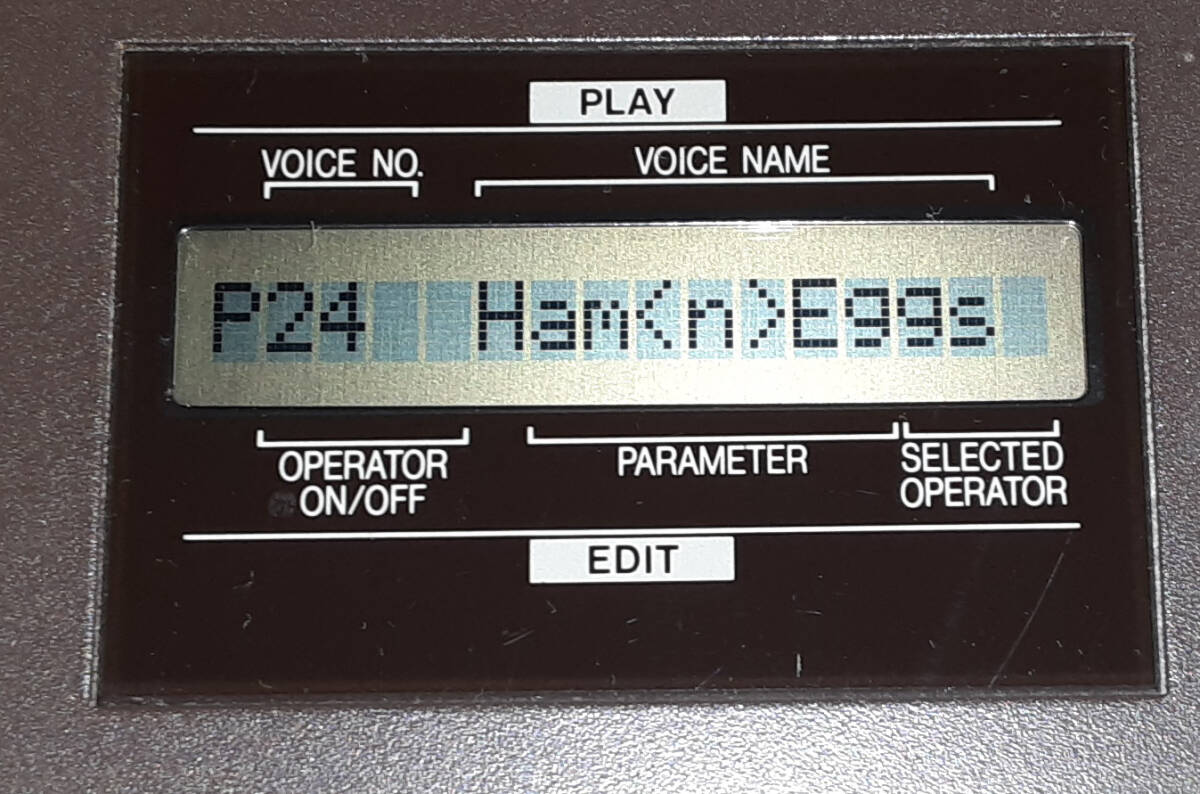 PLAY
VOICE NO. VOICE NAME
P24 Ham<n>Eggs
OPERATOR ON/OFF PARAMETER SELECTED OPERATOR
EDIT